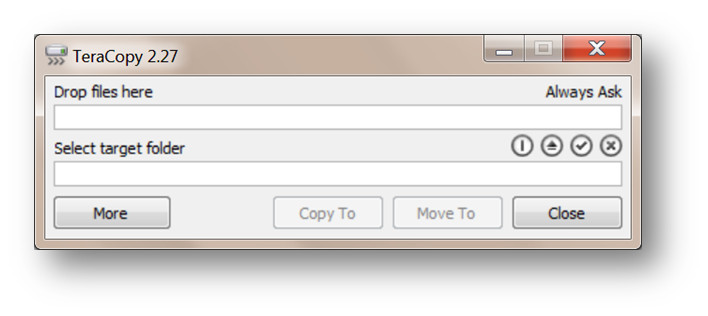 TeraCopy 2.27
Drop files here Always Ask
Select target folder
More Copy To Move To Close